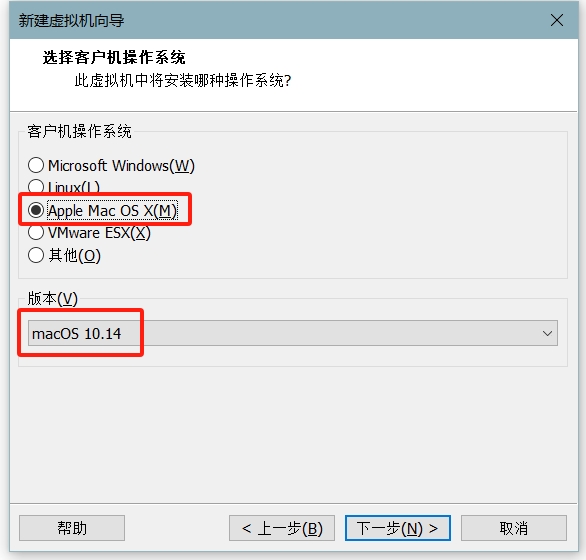 新建虚拟机向导
选择客户机操作系统
此虚拟机中将安装哪种操作系统?
客户机操作系统
Microsoft Windows(W)
Linux(L)
Apple Mac OS X(M)
VMware ESX(X)
其他(O)
版本(V)
macOS 10.14
帮助
< 上一步(B)
下一步(N) >
取消